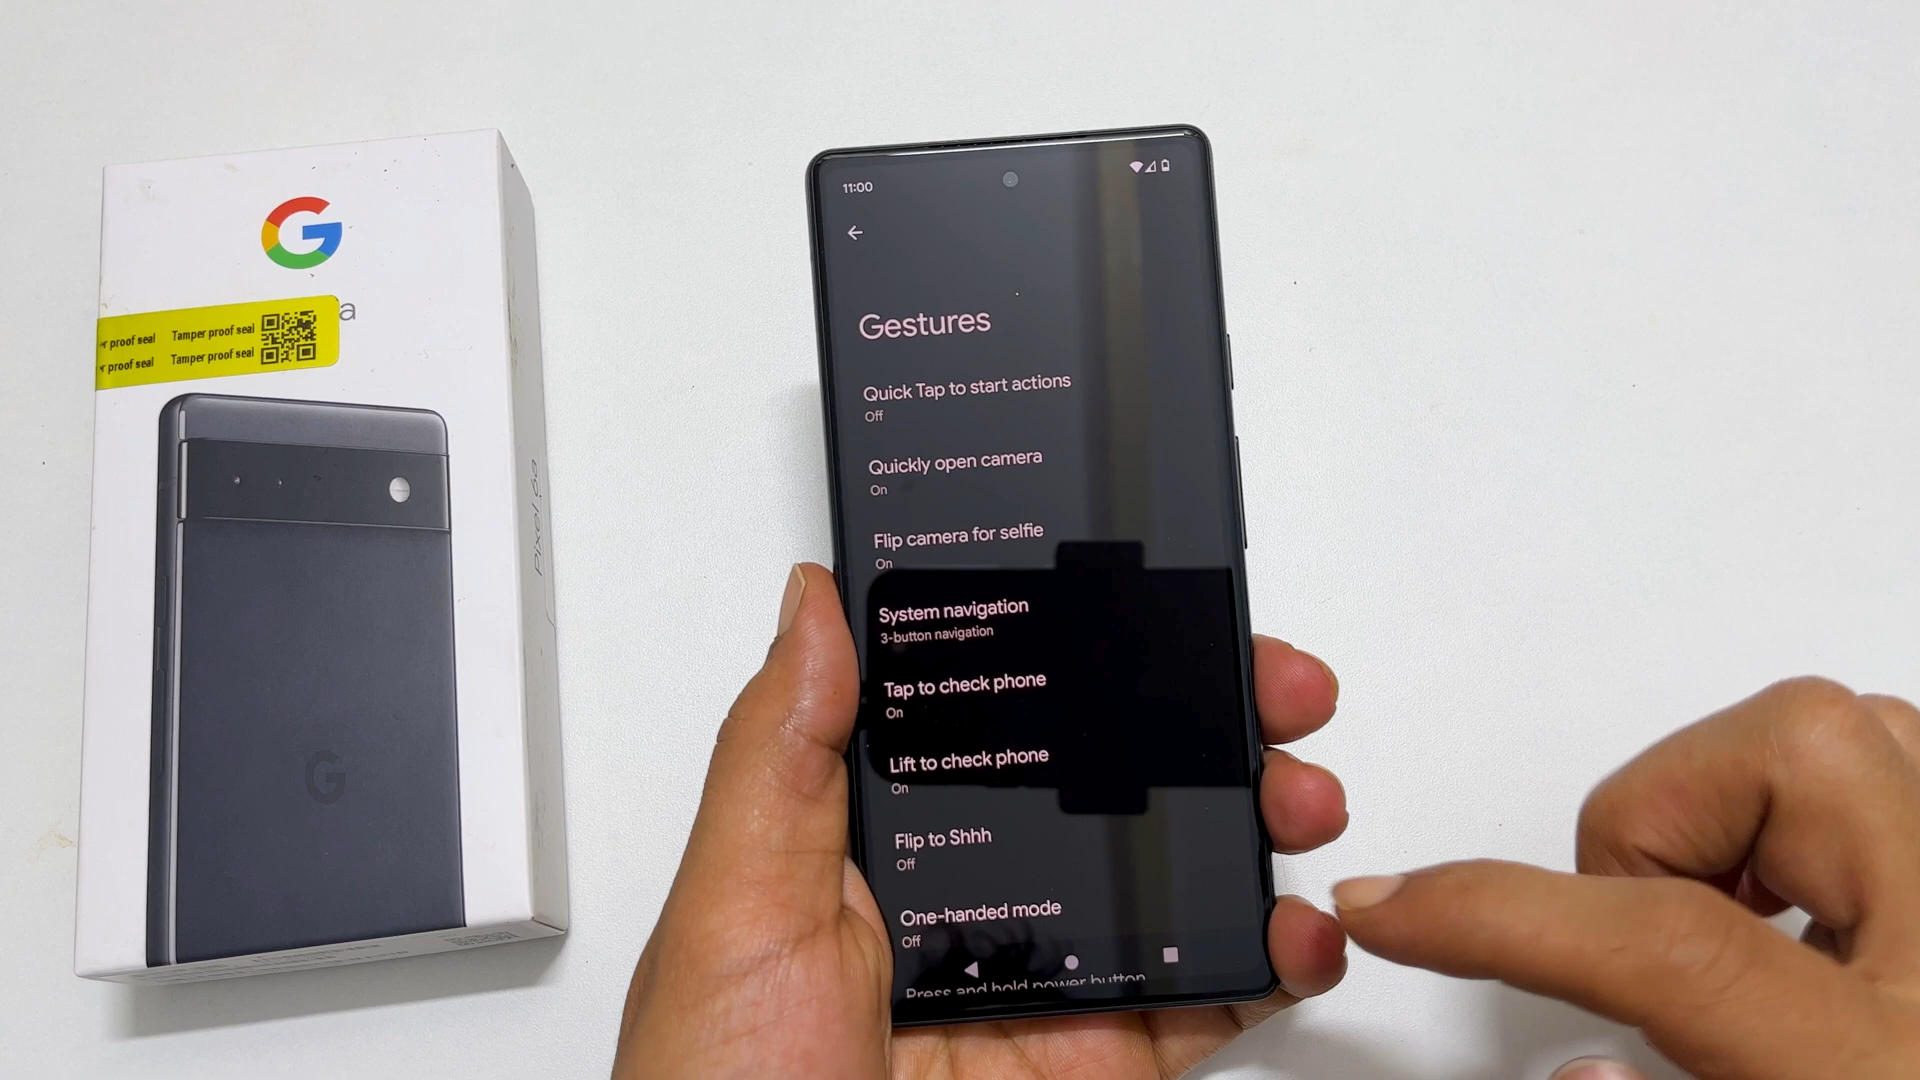 a
r proof seal Tamper proof seal
r proof seal Tamper proof seal
G
Pixel 6a
11:00
Gestures
Quick Tap to start actions
Off
Quickly open camera
On
Flip camera for selfie
On
System navigation
3-button navigation
Tap to check phone
On
Lift to check phone
On
Flip to Shhh
Off
One-handed mode
Off
Press and hold power button